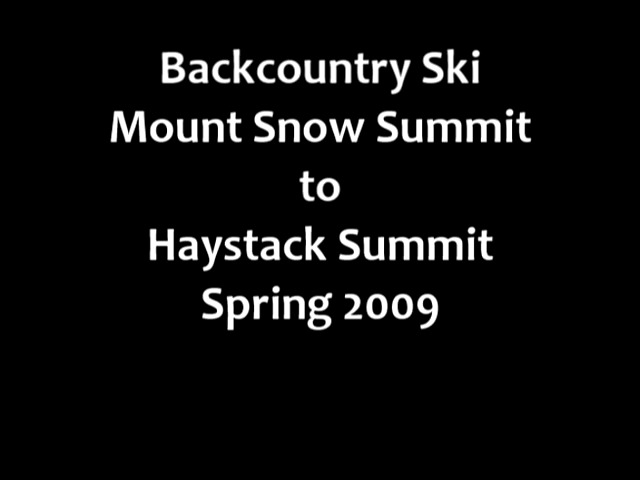 Backcountry Ski
Mount Snow Summit
to
Haystack Summit
Spring 2009